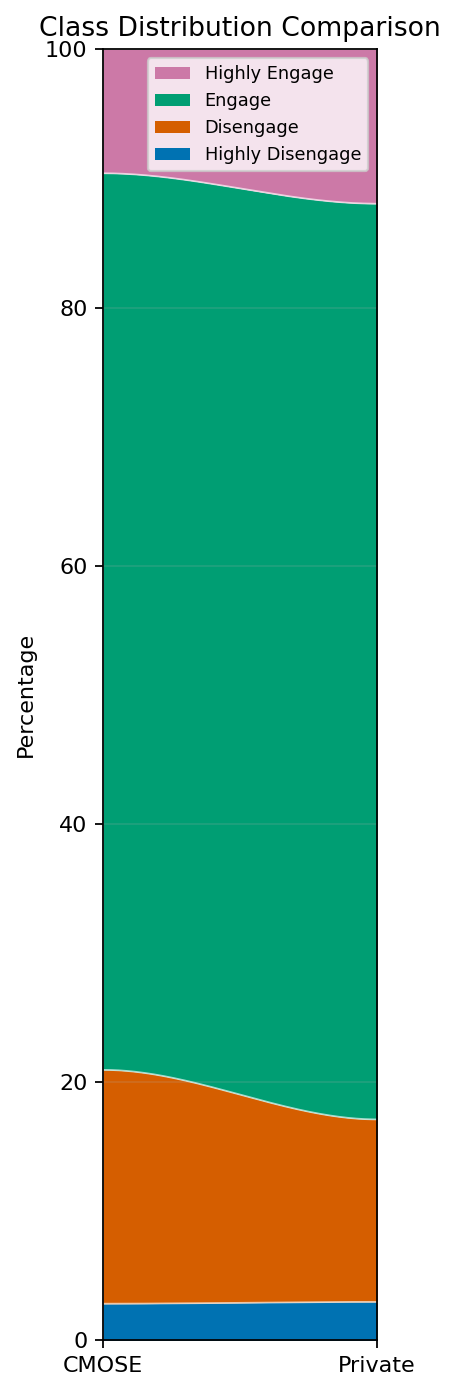 Class Distribution Comparison
100
Highly Engage
Engage
Disengage
Highly Disengage
80
60
Percentage
40
20
0
CMOSE
Private